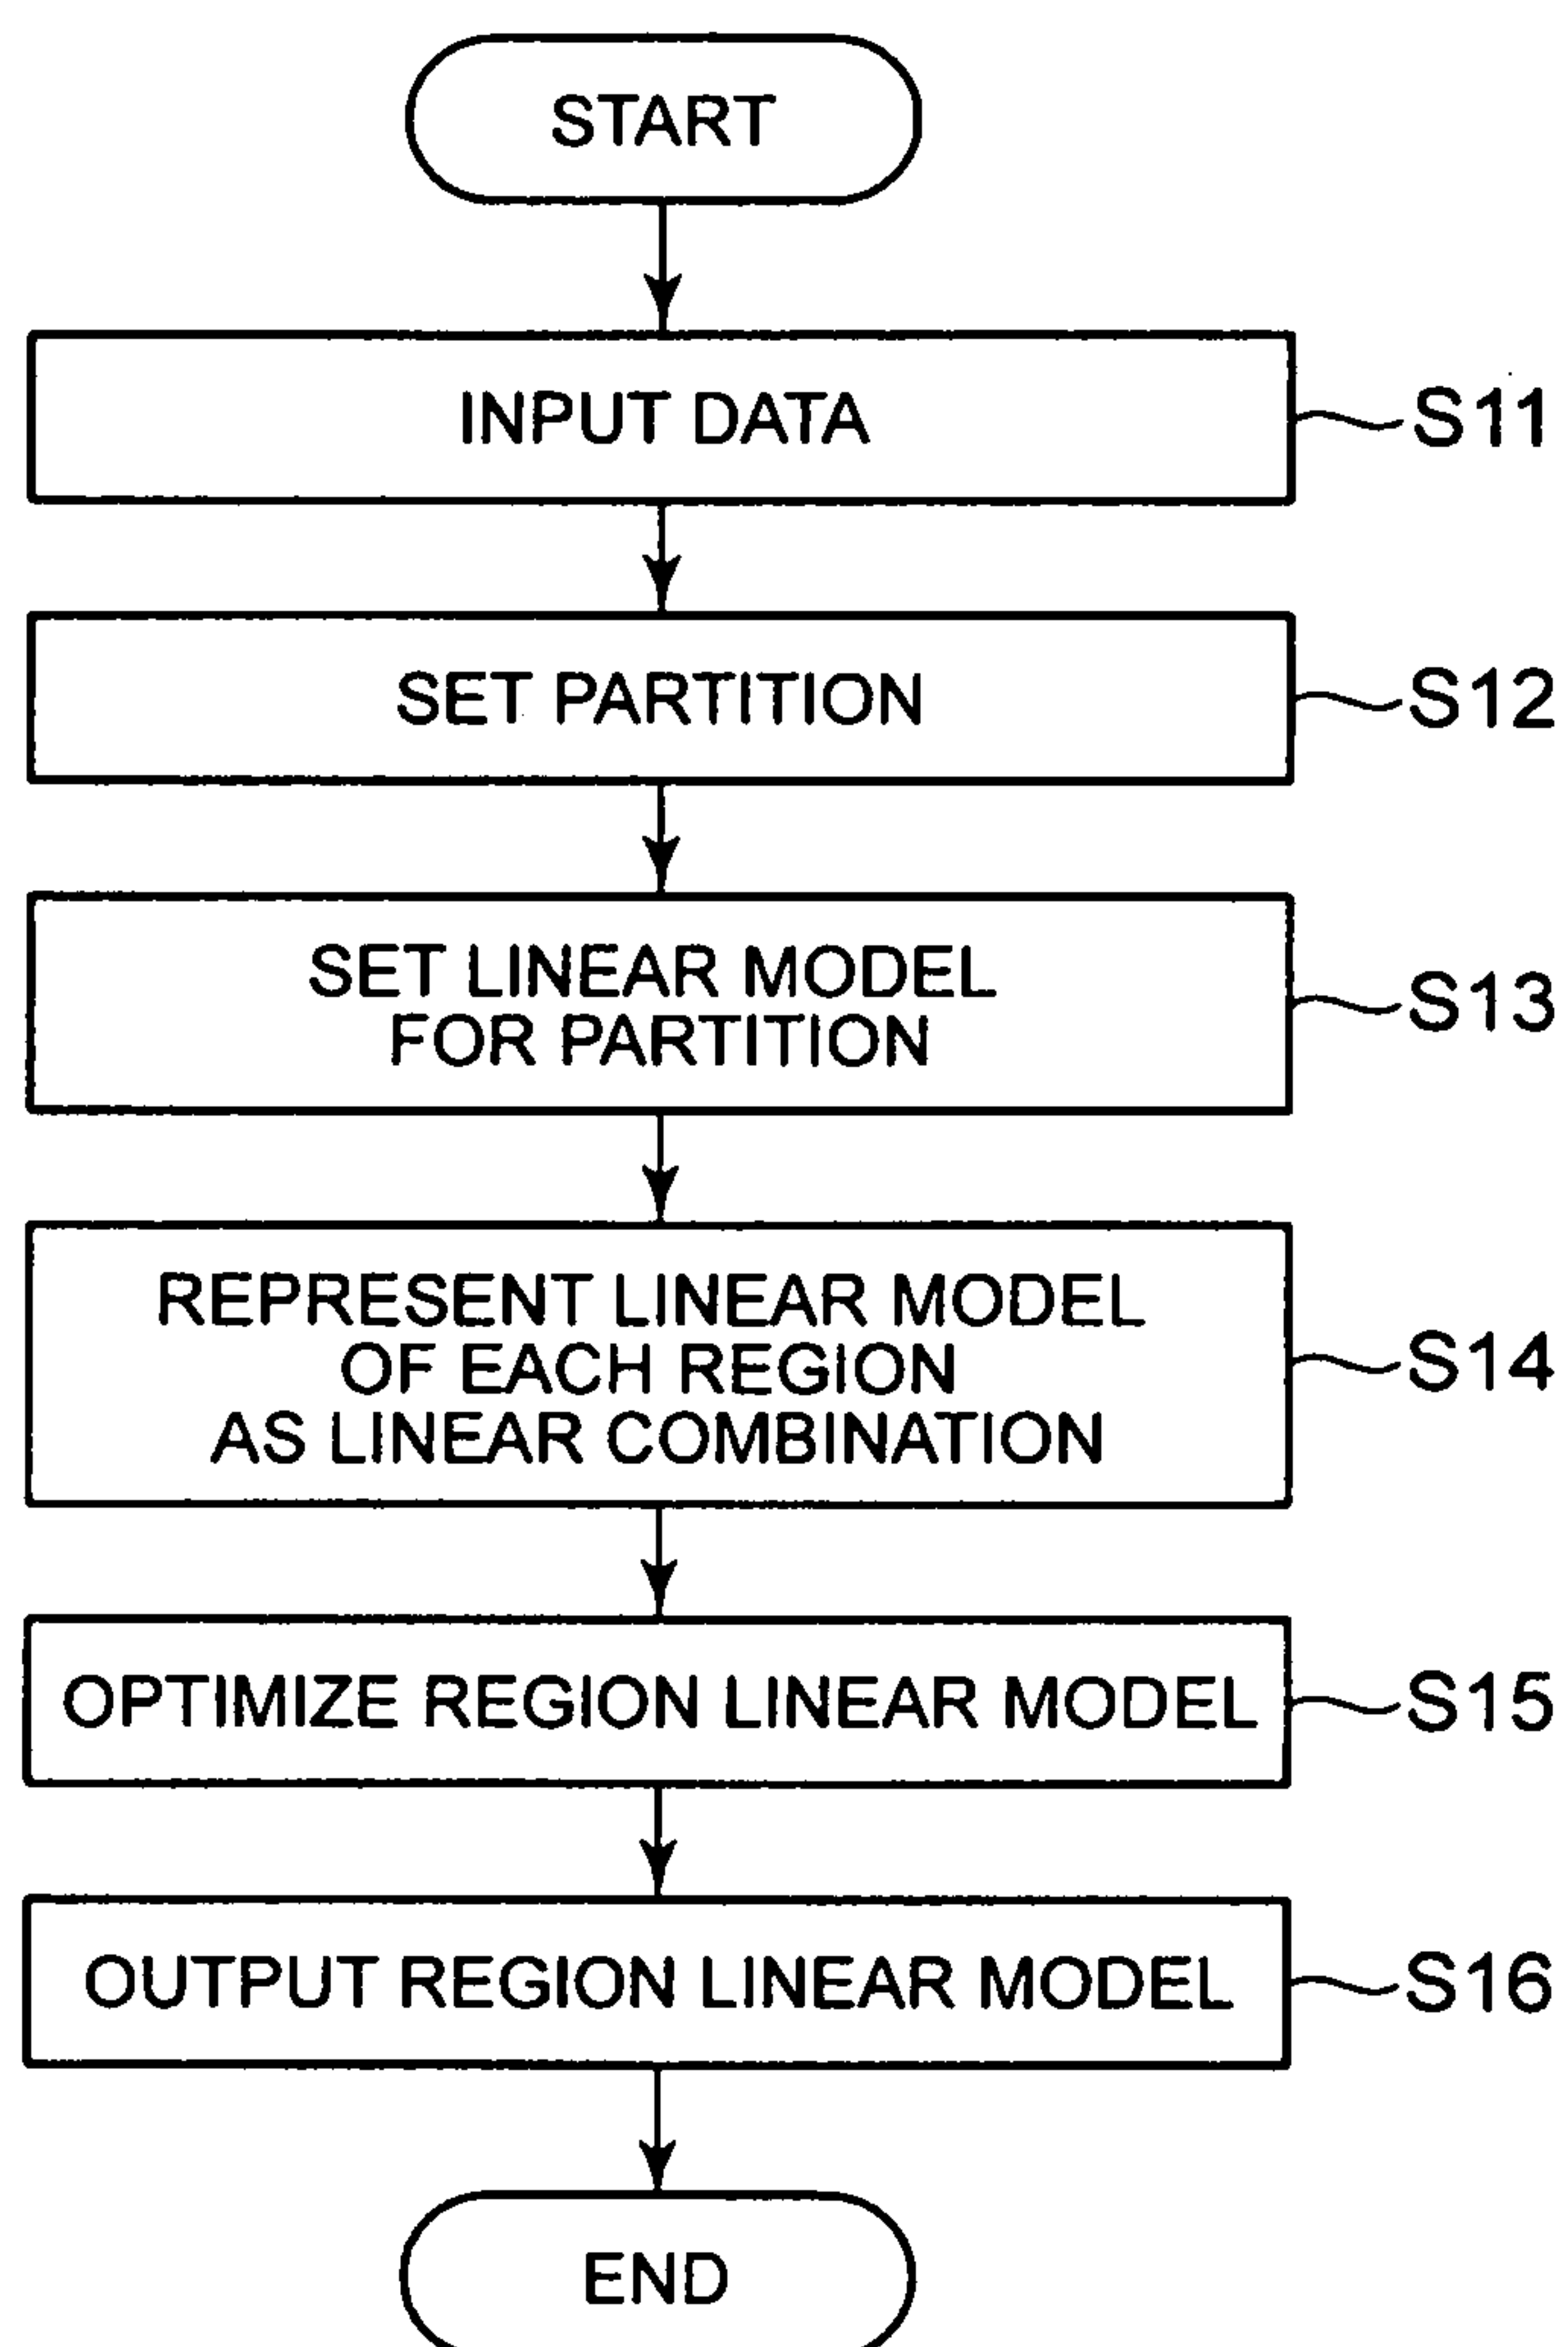 START
INPUT DATA
S11
SET PARTITION
S12
SET LINEAR MODEL
FOR PARTITION
S13
REPRESENT LINEAR MODEL
OF EACH REGION
AS LINEAR COMBINATION
S14
OPTIMIZE REGION LINEAR MODEL
S15
OUTPUT REGION LINEAR MODEL
S16
END